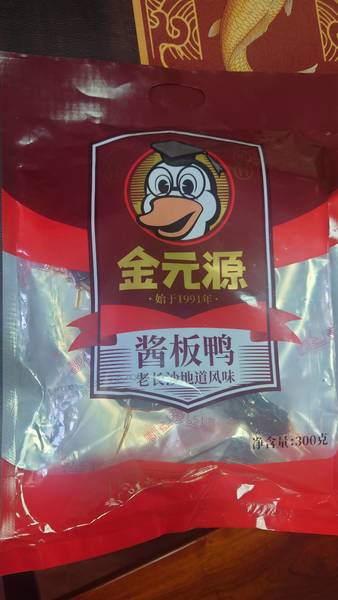 金元源
·始于1991年·
酱板鸭
老长沙地道风味
净含量:300克